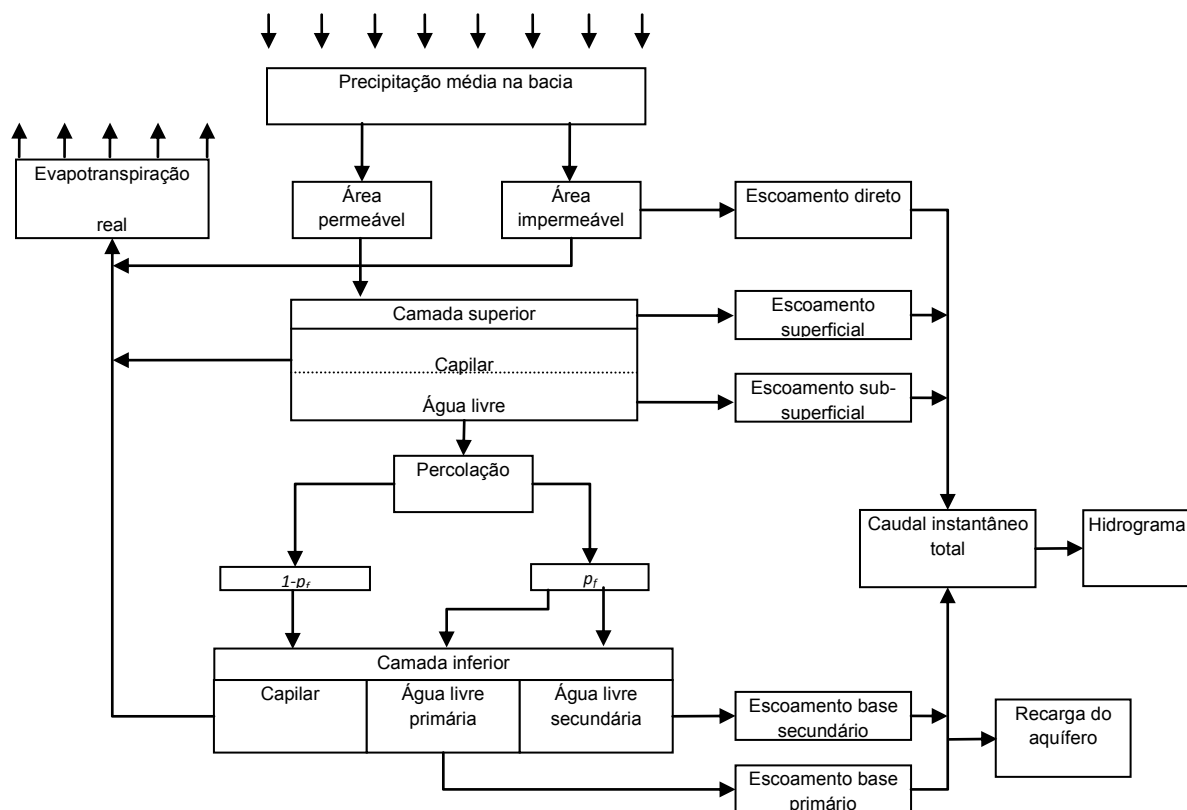 Precipitação média na bacia
Evapotranspiração
real
Área
permeável
Área
impermeável
Escoamento direto
Camada superior
Capilar
Água livre
Escoamento
superficial
Escoamento sub-
superficial
Percolação
Caudal instantâneo
total
Hidrograma
1-pf
pf
Camada inferior
Capilar
Água livre
primária
Água livre
secundária
Escoamento base
secundário
Recarga do
aquífero
Escoamento base
primário